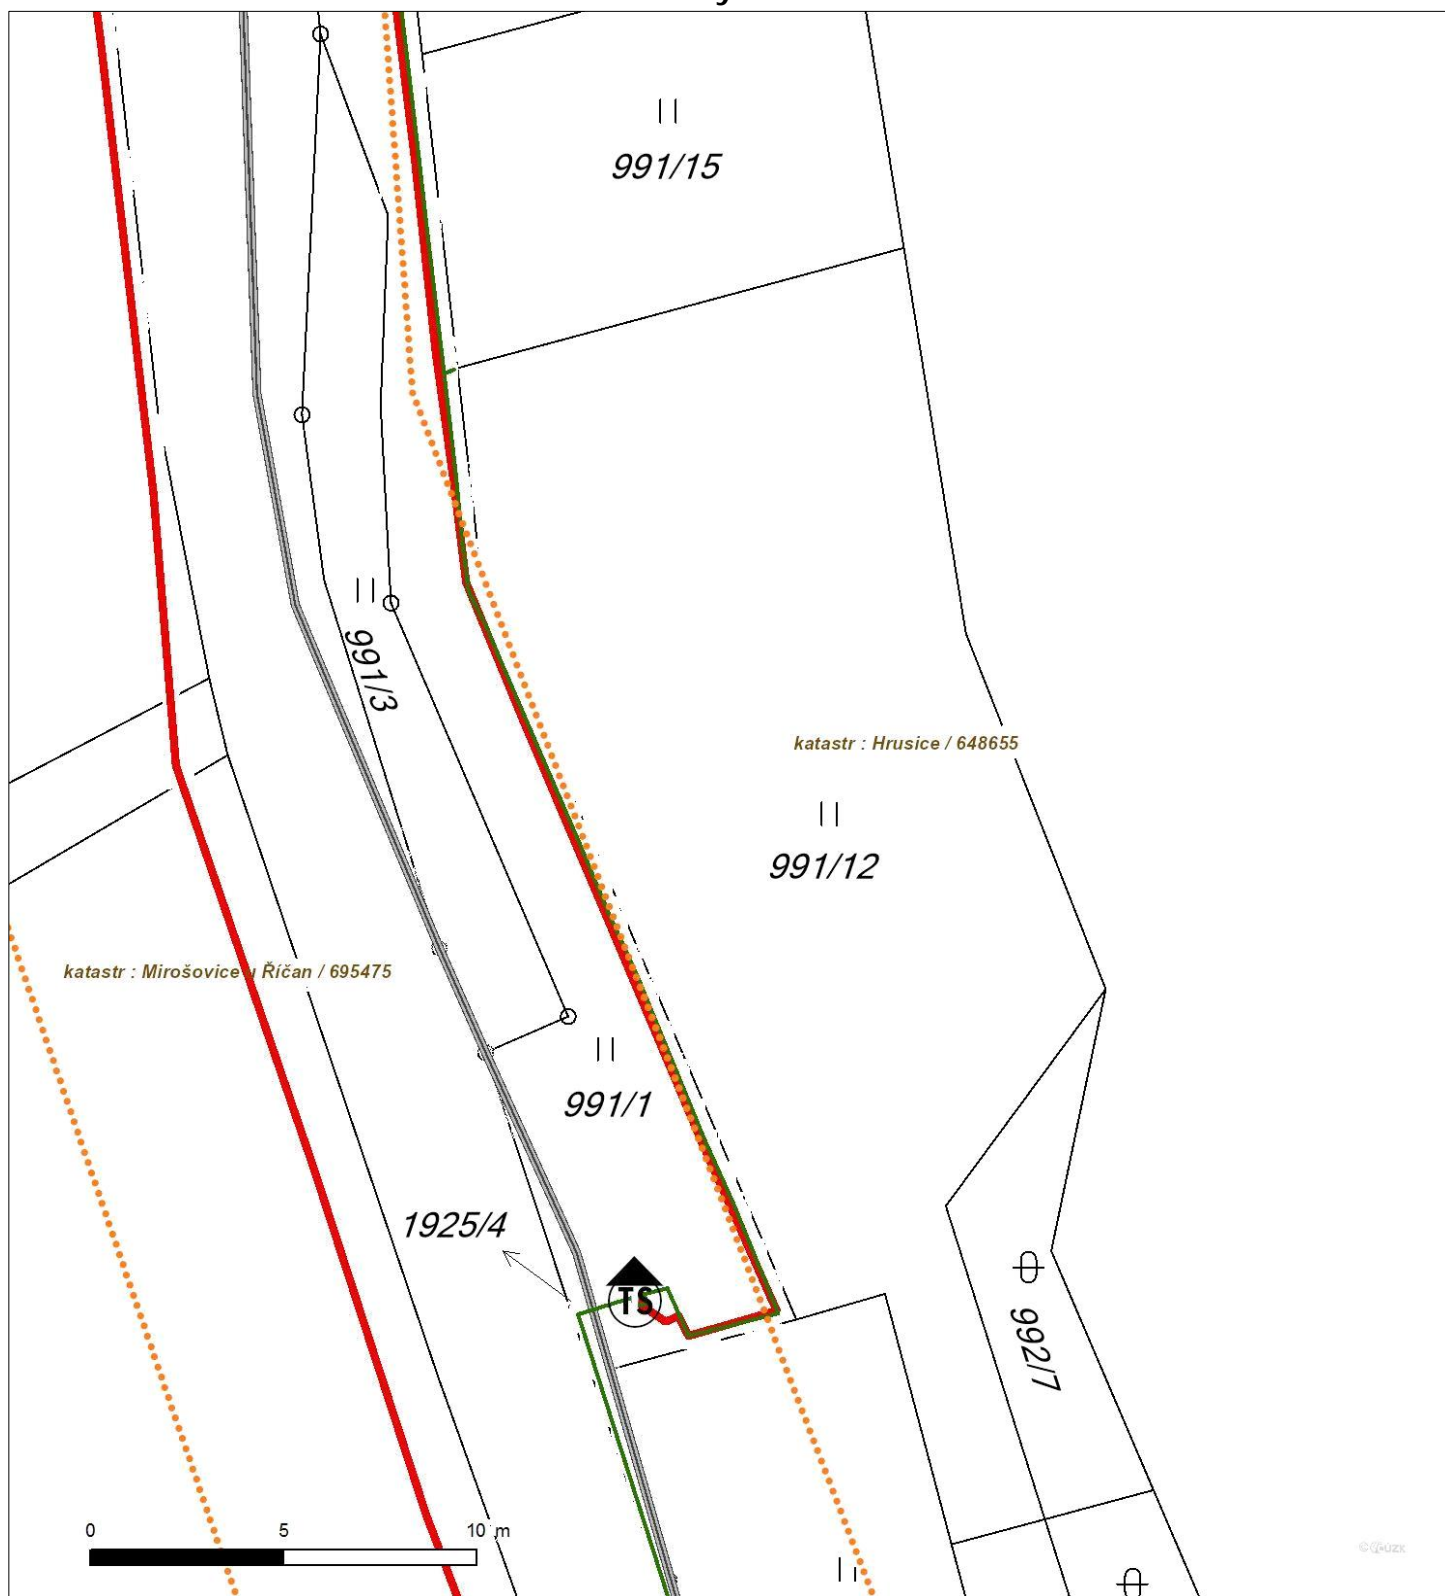 991/15
991/3
katastr : Hrusice / 648655
991/12
katastr : Mirošovice u Říčan / 695475
991/1
1925/4
TS
992/7
0 5 10 m